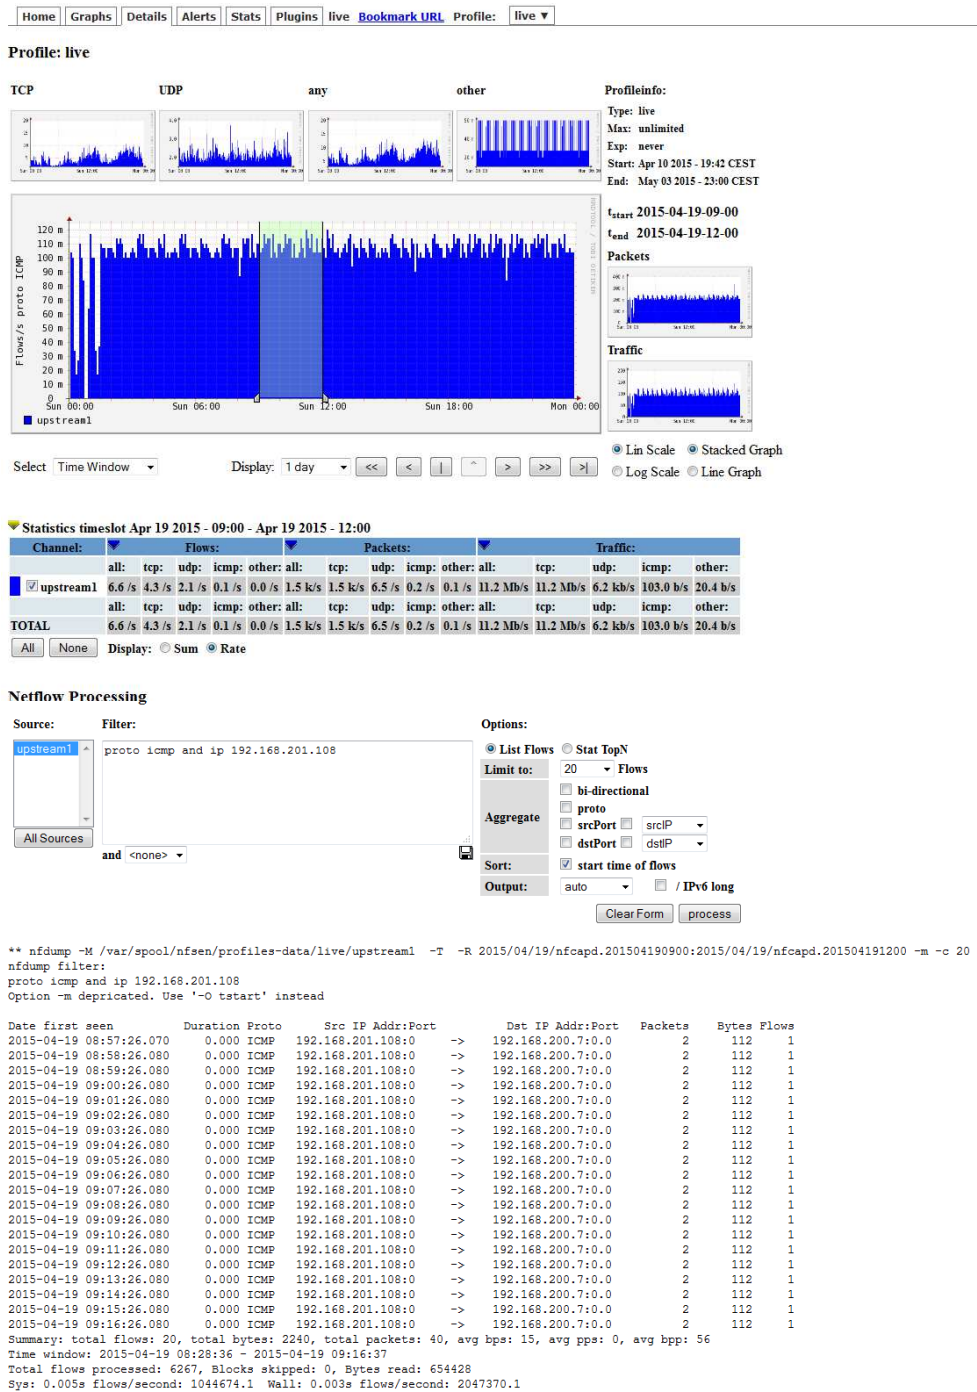 Home Graphs Details Alerts Stats Plugins live Bookmark URL Profile: live ▼
Profile: live
TCP UDP any other Profileinfo:
Type: live
Max: unlimited
Exp: never
Start: Apr 10 2015 - 19:42 CEST
End: May 03 2015 - 23:00 CEST
tstart 2015-04-19-09-00
tend 2015-04-19-12-00
Packets
Traffic
Flows/s proto ICMP
120 m
110 m
100 m
90 m
80 m
70 m
60 m
50 m
40 m
30 m
20 m
10 m
0
Sun 00:00 Sun 06:00 Sun 12:00 Sun 18:00 Mon 00:00
upstream1
RRDTOOL / TOBI OETIKER
Lin Scale Stacked Graph
Log Scale Line Graph
Select Time Window Display: 1 day << < | ^ > >> >|
Statistics timeslot Apr 19 2015 - 09:00 - Apr 19 2015 - 12:00
Channel: Flows: Packets: Traffic:
all: tcp: udp: icmp: other: all: tcp: udp: icmp: other: all: tcp: udp: icmp: other:
upstream1 6.6 /s 4.3 /s 2.1 /s 0.1 /s 0.0 /s 1.5 k/s 1.5 k/s 6.5 /s 0.2 /s 0.1 /s 11.2 Mb/s 11.2 Mb/s 6.2 kb/s 103.0 b/s 20.4 b/s
all: tcp: udp: icmp: other: all: tcp: udp: icmp: other: all: tcp: udp: icmp: other:
TOTAL 6.6 /s 4.3 /s 2.1 /s 0.1 /s 0.0 /s 1.5 k/s 1.5 k/s 6.5 /s 0.2 /s 0.1 /s 11.2 Mb/s 11.2 Mb/s 6.2 kb/s 103.0 b/s 20.4 b/s
All None Display: Sum Rate
Netflow Processing
Source: Filter: Options:
upstream1
All Sources
proto icmp and ip 192.168.201.108
and <none>
List Flows Stat TopN
Limit to: 20 Flows
Aggregate
bi-directional
proto
srcPort srcIP
dstPort dstIP
Sort: start time of flows
Output: auto / IPv6 long
Clear Form process
** nfdump -M /var/spool/nfsen/profiles-data/live/upstream1 -T -R 2015/04/19/nfcapd.201504190900:2015/04/19/nfcapd.201504191200 -m -c 20
nfdump filter:
proto icmp and ip 192.168.201.108
Option -m depricated. Use '-O tstart' instead
Date first seen Duration Proto Src IP Addr:Port Dst IP Addr:Port Packets Bytes Flows
2015-04-19 08:57:26.070 0.000 ICMP 192.168.201.108:0 -> 192.168.200.7:0.0 2 112 1
2015-04-19 08:58:26.080 0.000 ICMP 192.168.201.108:0 -> 192.168.200.7:0.0 2 112 1
2015-04-19 08:59:26.080 0.000 ICMP 192.168.201.108:0 -> 192.168.200.7:0.0 2 112 1
2015-04-19 09:00:26.080 0.000 ICMP 192.168.201.108:0 -> 192.168.200.7:0.0 2 112 1
2015-04-19 09:01:26.080 0.000 ICMP 192.168.201.108:0 -> 192.168.200.7:0.0 2 112 1
2015-04-19 09:02:26.080 0.000 ICMP 192.168.201.108:0 -> 192.168.200.7:0.0 2 112 1
2015-04-19 09:03:26.080 0.000 ICMP 192.168.201.108:0 -> 192.168.200.7:0.0 2 112 1
2015-04-19 09:04:26.080 0.000 ICMP 192.168.201.108:0 -> 192.168.200.7:0.0 2 112 1
2015-04-19 09:05:26.080 0.000 ICMP 192.168.201.108:0 -> 192.168.200.7:0.0 2 112 1
2015-04-19 09:06:26.080 0.000 ICMP 192.168.201.108:0 -> 192.168.200.7:0.0 2 112 1
2015-04-19 09:07:26.080 0.000 ICMP 192.168.201.108:0 -> 192.168.200.7:0.0 2 112 1
2015-04-19 09:08:26.080 0.000 ICMP 192.168.201.108:0 -> 192.168.200.7:0.0 2 112 1
2015-04-19 09:09:26.080 0.000 ICMP 192.168.201.108:0 -> 192.168.200.7:0.0 2 112 1
2015-04-19 09:10:26.080 0.000 ICMP 192.168.201.108:0 -> 192.168.200.7:0.0 2 112 1
2015-04-19 09:11:26.080 0.000 ICMP 192.168.201.108:0 -> 192.168.200.7:0.0 2 112 1
2015-04-19 09:12:26.080 0.000 ICMP 192.168.201.108:0 -> 192.168.200.7:0.0 2 112 1
2015-04-19 09:13:26.080 0.000 ICMP 192.168.201.108:0 -> 192.168.200.7:0.0 2 112 1
2015-04-19 09:14:26.080 0.000 ICMP 192.168.201.108:0 -> 192.168.200.7:0.0 2 112 1
2015-04-19 09:15:26.080 0.000 ICMP 192.168.201.108:0 -> 192.168.200.7:0.0 2 112 1
2015-04-19 09:16:26.080 0.000 ICMP 192.168.201.108:0 -> 192.168.200.7:0.0 2 112 1
Summary: total flows: 20, total bytes: 2240, total packets: 40, avg bps: 15, avg pps: 0, avg bpp: 56
Time window: 2015-04-19 08:28:36 - 2015-04-19 09:16:37
Total flows processed: 6267, Blocks skipped: 0, Bytes read: 654428
Sys: 0.005s flows/second: 1044674.1 Wall: 0.003s flows/second: 2047370.1